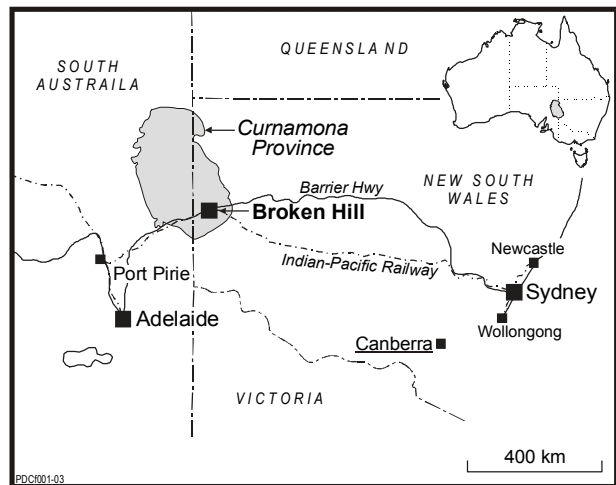 QUEENSLAND
SOUTH
AUSTRAILA
Curnamona
Province
Barrier Hwy
NEW SOUTH
WALES
Broken Hill
Newcastle
Indian-Pacific Railway
Port Pirie
Sydney
Adelaide
Wollongong
Canberra
VICTORIA
400 km
PDCf001-03